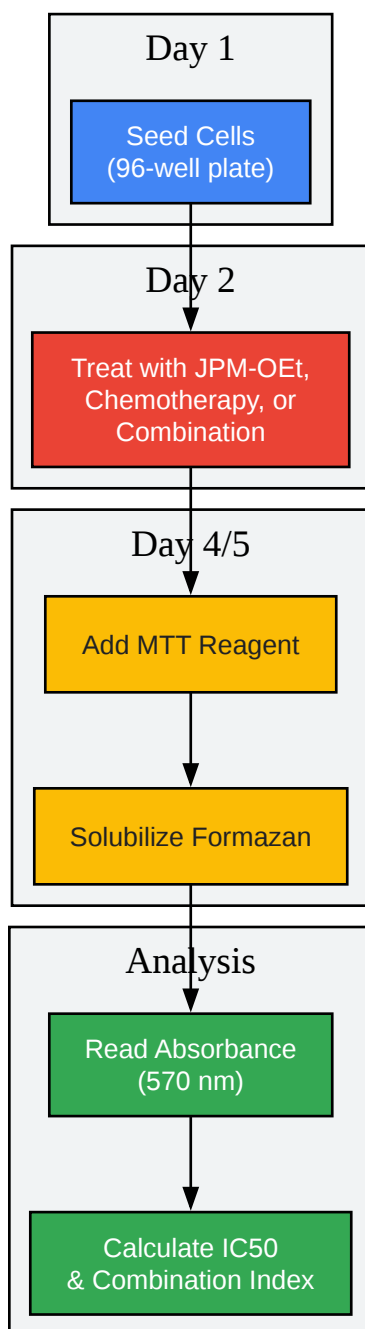 Day 1
Seed Cells
(96-well plate)
Day 2
Treat with JPM-OEt,
Chemotherapy, or
Combination
Day 4/5
Add MTT Reagent
Solubilize Formazan
Analysis
Read Absorbance
(570 nm)
Calculate IC50
& Combination Index